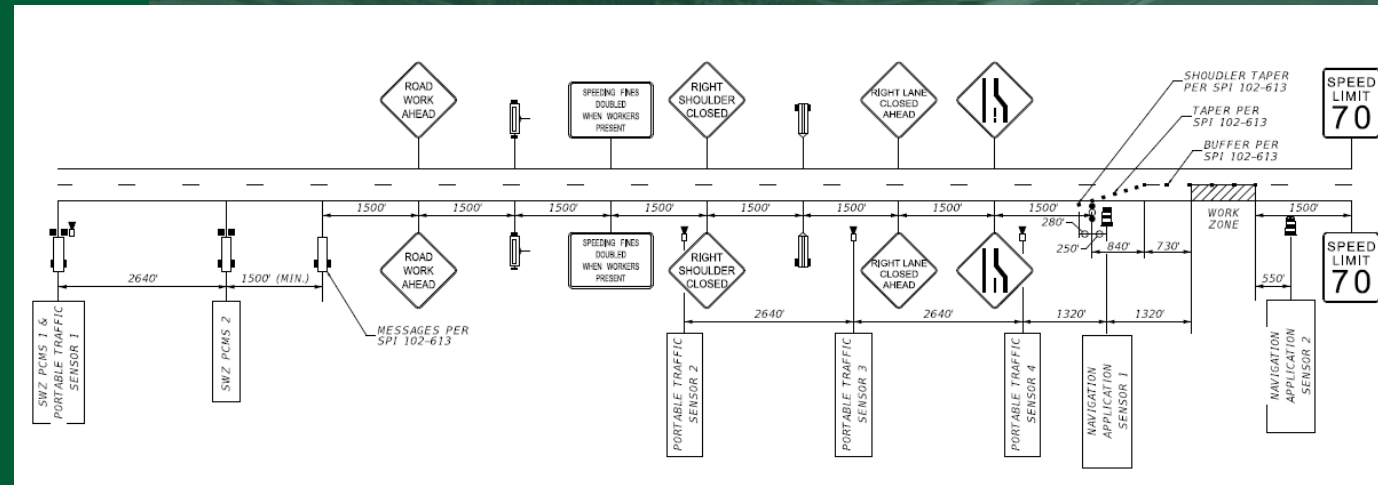 ROAD
WORK
AHEAD
SPEEDING FINES
DOUBLED
WHEN WORKERS
PRESENT
RIGHT
SHOULDER
CLOSED
RIGHT LANE
CLOSED
AHEAD
SHOUDLER TAPER
PER SPI 102-613
TAPER PER
SPI 102-613
BUFFER PER
SPI 102-613
SPEED
LIMIT
70
1500'
1500'
1500'
1500'
1500'
1500'
1500'
1500'
280'
250'
840'
730'
WORK
ZONE
1500'
550'
2640'
1500' (MIN.)
MESSAGES PER
SPI 102-613
ROAD
WORK
AHEAD
SPEEDING FINES
DOUBLED
WHEN WORKERS
PRESENT
RIGHT
SHOULDER
CLOSED
RIGHT LANE
CLOSED
AHEAD
SPEED
LIMIT
70
2640'
2640'
1320'
1320'
SWZ PCMS 1 &
PORTABLE TRAFFIC
SENSOR 1
SWZ PCMS 2
PORTABLE TRAFFIC
SENSOR 2
PORTABLE TRAFFIC
SENSOR 3
PORTABLE TRAFFIC
SENSOR 4
NAVIGATION
APPLICATION
SENSOR 1
NAVIGATION
APPLICATION
SENSOR 2